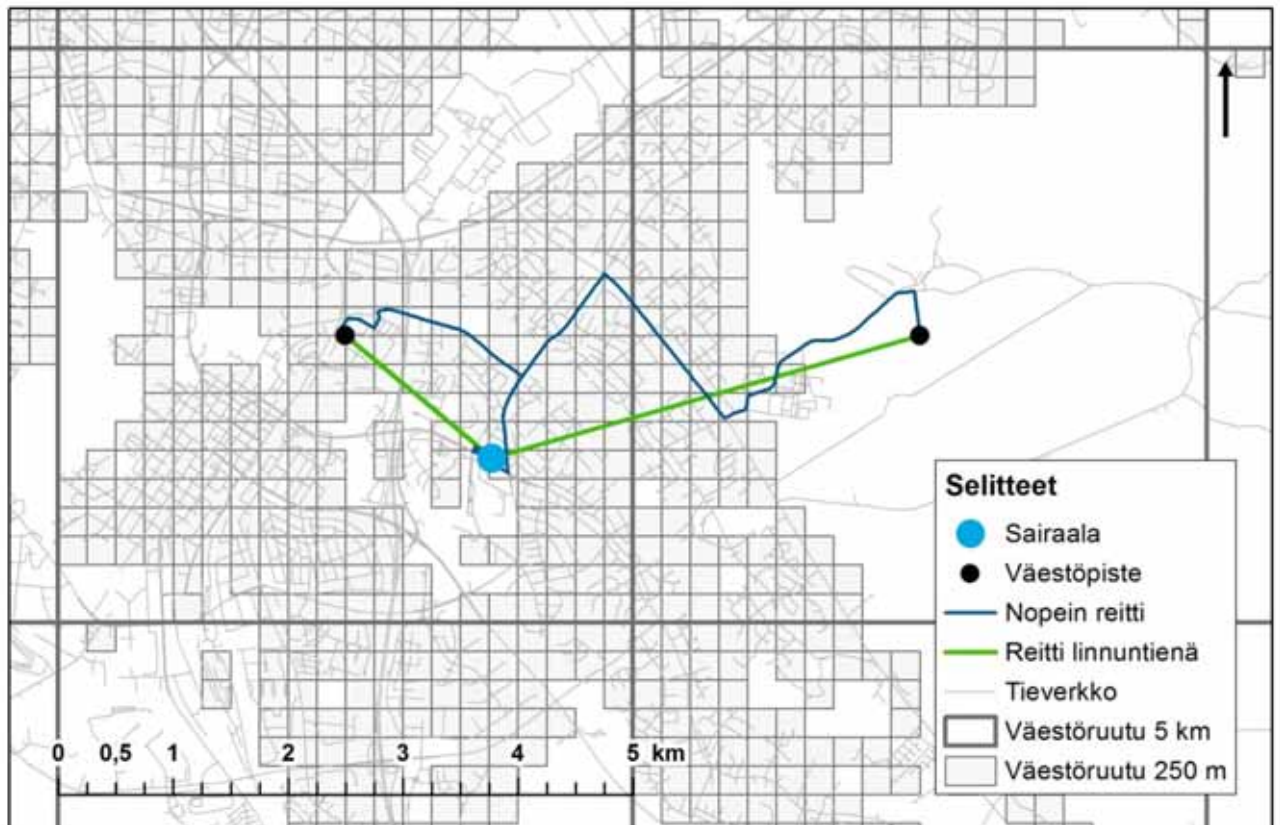 Selitteet
Sairaala
Väestöpiste
Nopein reitti
Reitti linnuntienä
Tieverkko
Väestöruutu 5 km
Väestöruutu 250 m
0 0,5 1 2 3 4 5 km